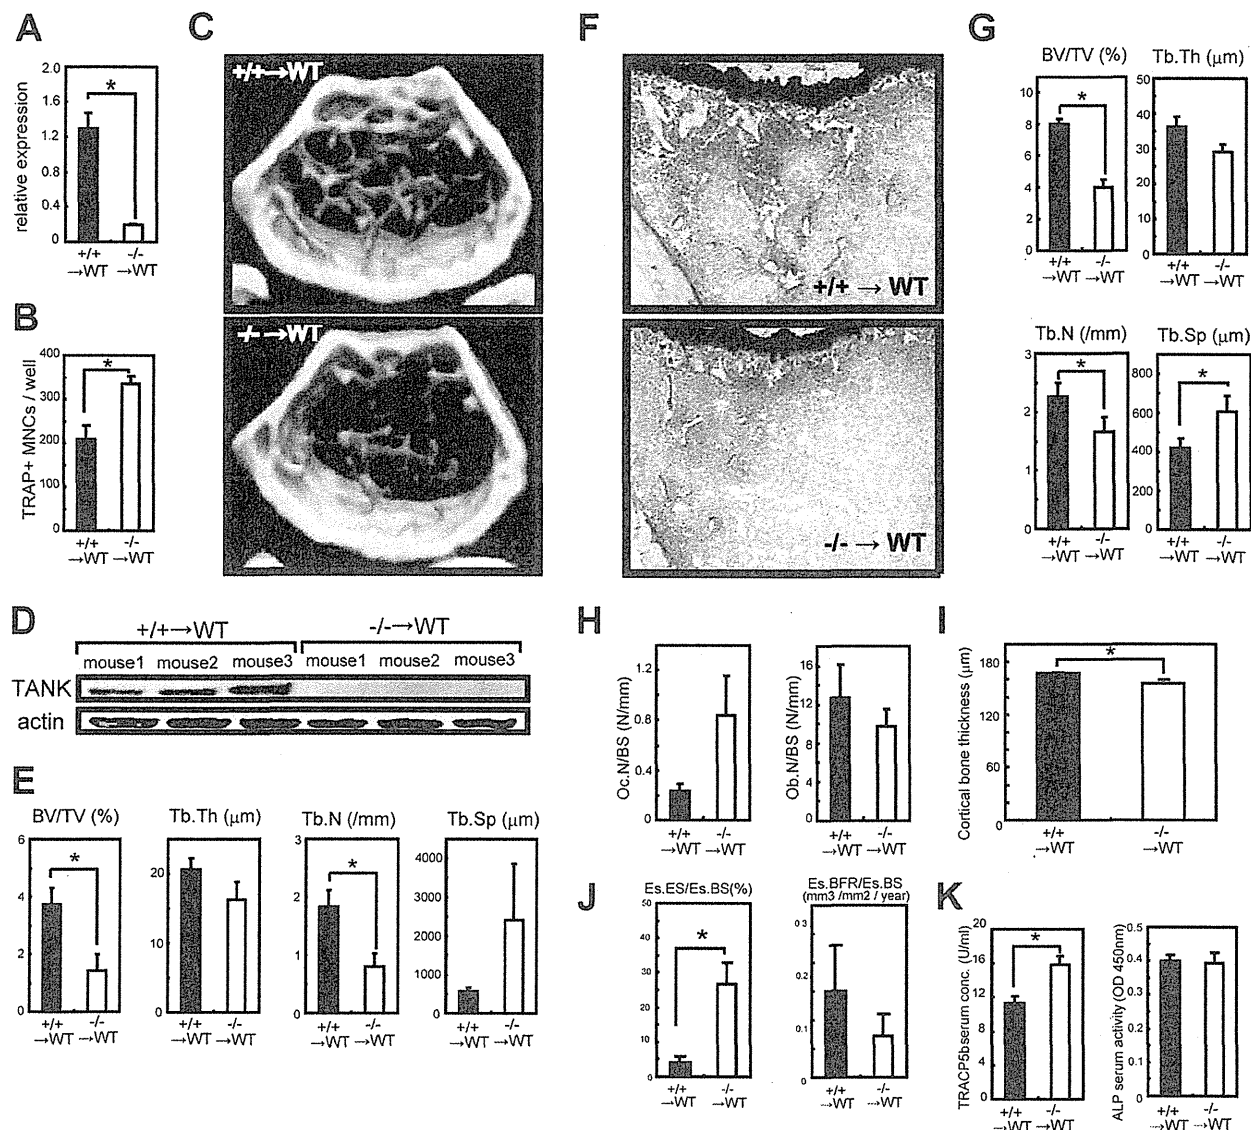 A
relative expression
2.0
1.6
1.2
0.8
0.4
0
*
+/+ -/-
→WT →WT
B
TRAP+ MNCs / well
400
300
200
100
0
*
+/+ -/-
→WT →WT
C
+/+→WT
-/-→WT
D
+/+→WT -/-→WT
mouse1 mouse2 mouse3 mouse1 mouse2 mouse3
TANK
actin
E
BV/TV (%)
6
4
2
0
*
+/+ -/-
→WT →WT
Tb.Th (µm)
20
10
0
+/+ -/-
→WT →WT
Tb.N (/mm)
3
2
1
0
*
+/+ -/-
→WT →WT
Tb.Sp (µm)
4000
3000
2000
1000
0
+/+ -/-
→WT →WT
F
+/+ → WT
-/- → WT
G
BV/TV (%)
10
8
6
4
2
0
*
+/+ -/-
→WT →WT
Tb.Th (µm)
50
40
30
20
10
0
+/+ -/-
→WT →WT
Tb.N (/mm)
3
2
1
0
*
+/+ -/-
→WT →WT
Tb.Sp (µm)
800
600
400
200
0
*
+/+ -/-
→WT →WT
H
Oc.N/BS (N/mm)
1.2
0.8
0.4
0
+/+ -/-
→WT →WT
Ob.N/BS (N/mm)
16
12
8
4
0
+/+ -/-
→WT →WT
I
Cortical bone thickness (µm)
180
120
60
0
*
+/+ -/-
→WT →WT
J
Es.ES/Es.BS(%)
50
40
30
20
10
0
*
+/+ -/-
→WT →WT
Es.BFR/Es.BS
(mm3 /mm2 / year)
0.3
0.2
0.1
0
+/+ -/-
→WT →WT
K
TRACP5bserum conc. (U/ml)
20
16
12
8
4
0
*
+/+ -/-
→WT →WT
ALP serum activity (OD 450nm)
0.5
0.4
0.3
0.2
0.1
0
+/+ -/-
→WT →WT